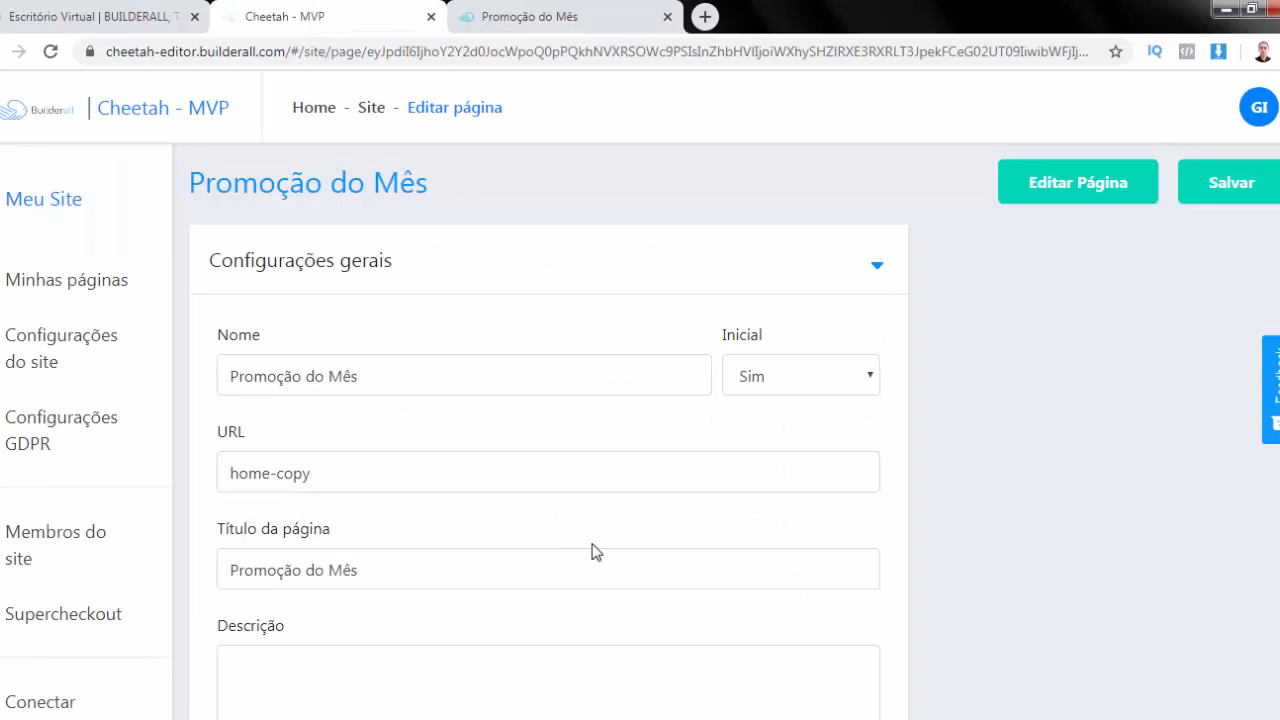 Escritório Virtual | BUILDERALL, T
Cheetah - MVP
Promoção do Mês
cheetah-editor.builderall.com/#/site/page/eyJpdiI6IjhoY2Y2d0JocWpoQ0pPQkhNVXRSOWc9PSIsInZhbHVlIjoiWXhySHZIRXE3RXRLT3JpekFCeG02UT09IiwibWFjIj...
Builderall
Cheetah - MVP
Home - Site - Editar página
GI
Meu Site
Minhas páginas
Configurações
do site
Configurações
GDPR
Membros do
site
Supercheckout
Conectar
Promoção do Mês
Editar Página
Salvar
Configurações gerais
Nome
Inicial
Promoção do Mês
Sim
URL
home-copy
Título da página
Promoção do Mês
Descrição